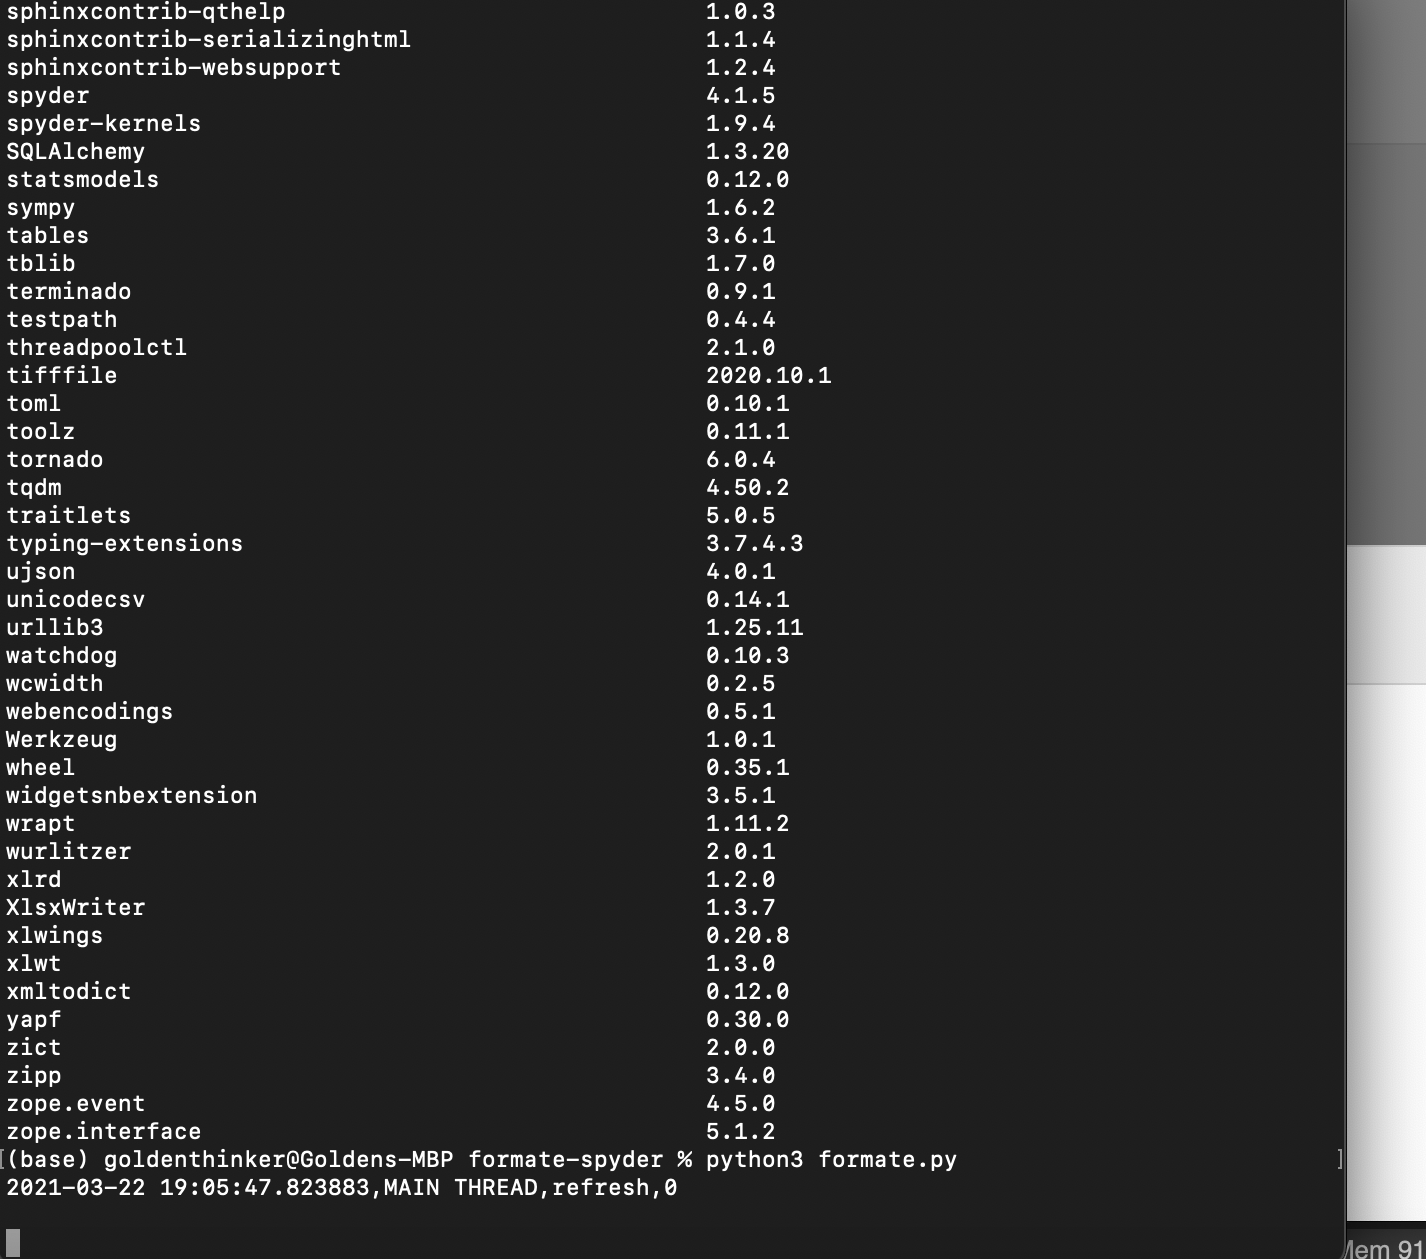 sphinxcontrib-qthelp 1.0.3
sphinxcontrib-serializinghtml 1.1.4
sphinxcontrib-websupport 1.2.4
spyder 4.1.5
spyder-kernels 1.9.4
SQLAlchemy 1.3.20
statsmodels 0.12.0
sympy 1.6.2
tables 3.6.1
tblib 1.7.0
terminado 0.9.1
testpath 0.4.4
threadpoolctl 2.1.0
tifffile 2020.10.1
toml 0.10.1
toolz 0.11.1
tornado 6.0.4
tqdm 4.50.2
traitlets 5.0.5
typing-extensions 3.7.4.3
ujson 4.0.1
unicodecsv 0.14.1
urllib3 1.25.11
watchdog 0.10.3
wcwidth 0.2.5
webencodings 0.5.1
Werkzeug 1.0.1
wheel 0.35.1
widgetsnbextension 3.5.1
wrapt 1.11.2
wurlitzer 2.0.1
xlrd 1.2.0
XlsxWriter 1.3.7
xlwings 0.20.8
xlwt 1.3.0
xmltodict 0.12.0
yapf 0.30.0
zict 2.0.0
zipp 3.4.0
zope.event 4.5.0
zope.interface 5.1.2
[(base) goldenthinker@Goldens-MBP formate-spyder % python3 formate.py ]
2021-03-22 19:05:47.823883,MAIN THREAD,refresh,0
Mem 91